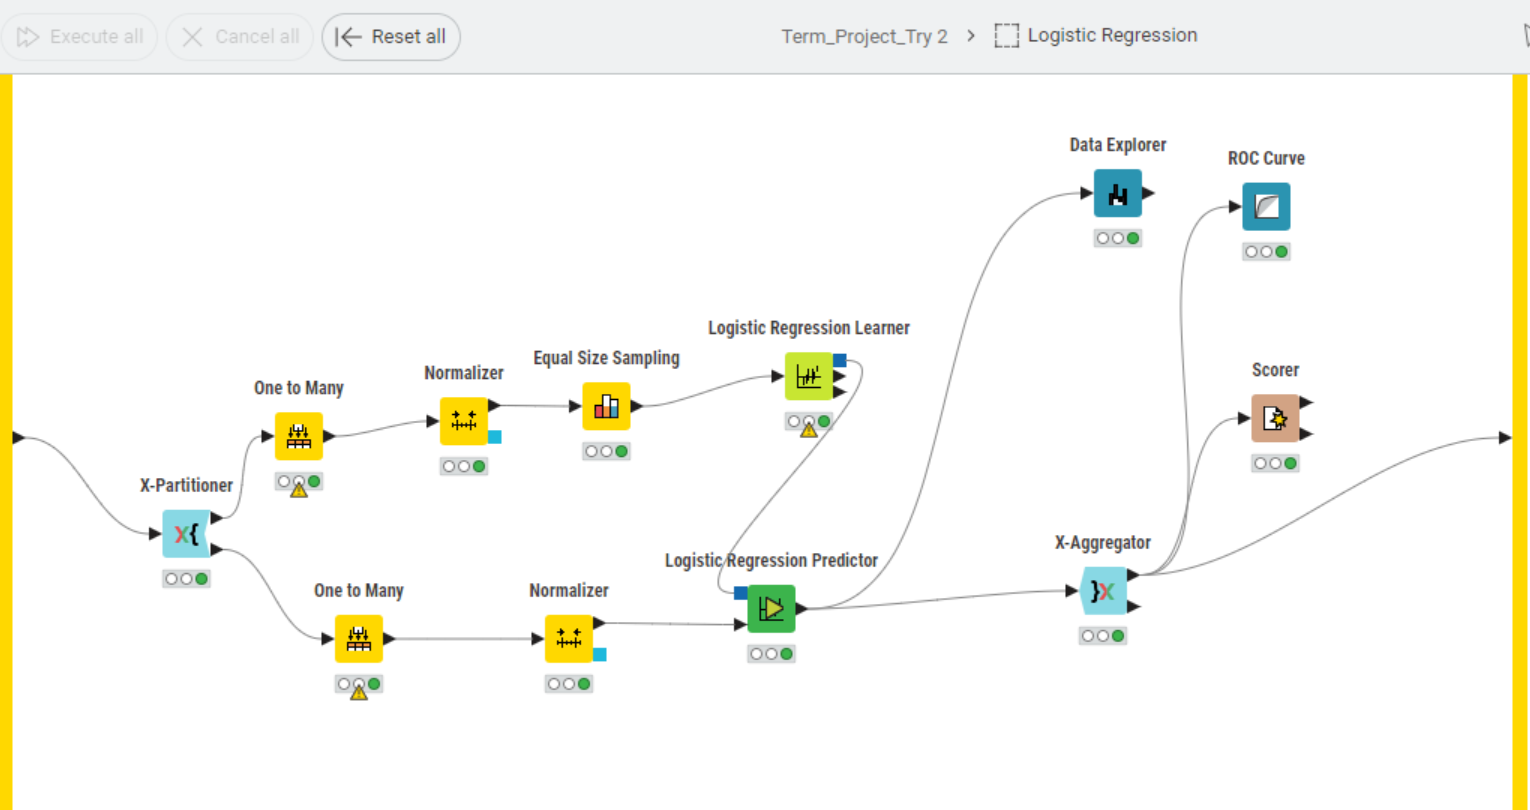 Execute all
Cancel all
Reset all
Term_Project_Try 2 > Logistic Regression
Data Explorer
ROC Curve
Logistic Regression Learner
Equal Size Sampling
Normalizer
One to Many
Scorer
X-Partitioner
X{
X-Aggregator
}X
Logistic Regression Predictor
One to Many
Normalizer